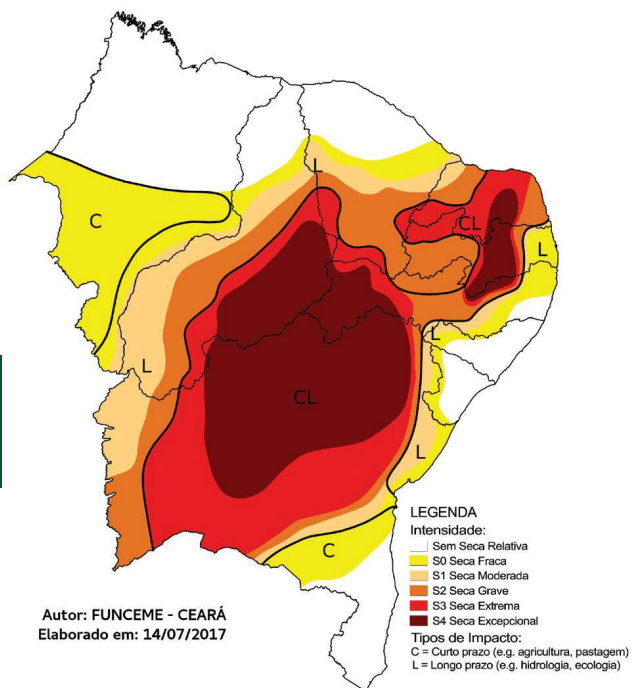 L
C
CL
L
L
L
CL
L
C
LEGENDA
Intensidade:
Sem Seca Relativa
S0 Seca Fraca
S1 Seca Moderada
S2 Seca Grave
S3 Seca Extrema
S4 Seca Excepcional
Tipos de Impacto:
C = Curto prazo (e.g. agricultura, pastagem)
L = Longo prazo (e.g. hidrologia, ecologia)
Autor: FUNCEME - CEARÁ
Elaborado em: 14/07/2017